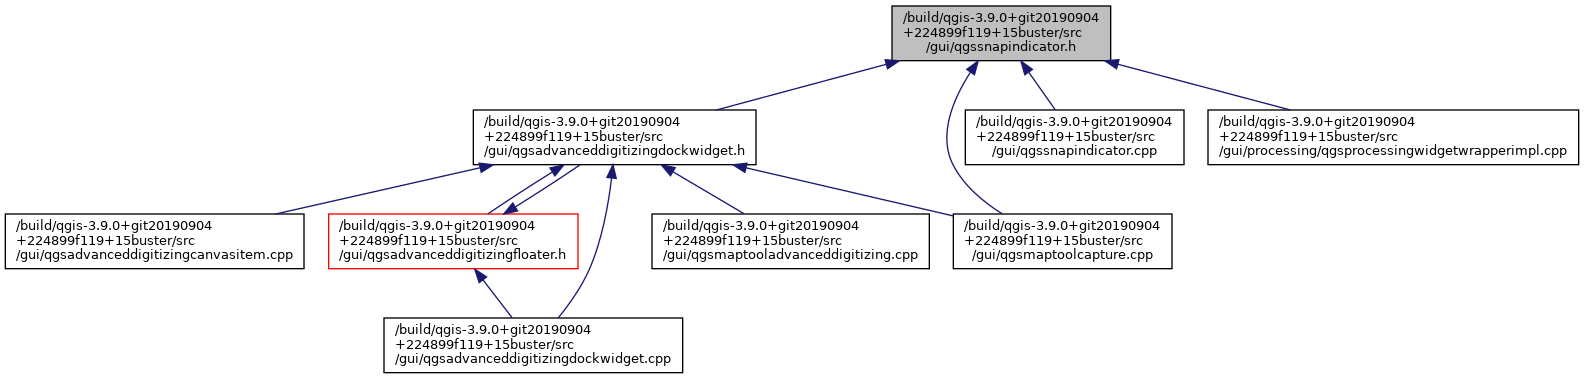 /build/qgis-3.9.0+git20190904
+224899f119+15buster/src
/gui/qgssnapindicator.h
/build/qgis-3.9.0+git20190904
+224899f119+15buster/src
/gui/qgsadvanceddigitizingdockwidget.h
/build/qgis-3.9.0+git20190904
+224899f119+15buster/src
/gui/qgssnapindicator.cpp
/build/qgis-3.9.0+git20190904
+224899f119+15buster/src
/gui/processing/qgsprocessingwidgetwrapperimpl.cpp
/build/qgis-3.9.0+git20190904
+224899f119+15buster/src
/gui/qgsadvanceddigitizingcanvasitem.cpp
/build/qgis-3.9.0+git20190904
+224899f119+15buster/src
/gui/qgsadvanceddigitizingfloater.h
/build/qgis-3.9.0+git20190904
+224899f119+15buster/src
/gui/qgsmaptooladvanceddigitizing.cpp
/build/qgis-3.9.0+git20190904
+224899f119+15buster/src
/gui/qgsmaptoolcapture.cpp
/build/qgis-3.9.0+git20190904
+224899f119+15buster/src
/gui/qgsadvanceddigitizingdockwidget.cpp